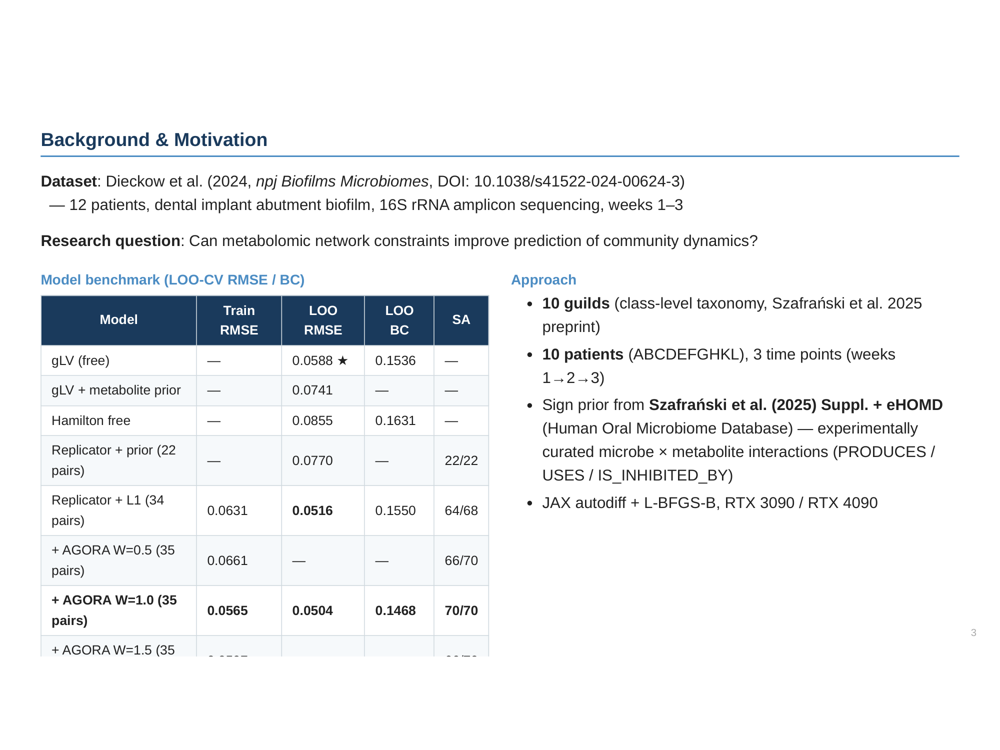 Background & Motivation
Dataset: Dieckow et al. (2024, npj Biofilms Microbiomes, DOI: 10.1038/s41522-024-00624-3)
— 12 patients, dental implant abutment biofilm, 16S rRNA amplicon sequencing, weeks 1–3
Research question: Can metabolomic network constraints improve prediction of community dynamics?
Model benchmark (LOO-CV RMSE / BC)
Model | Train RMSE | LOO RMSE | LOO BC | SA
gLV (free) | — | 0.0588 ★ | 0.1536 | —
gLV + metabolite prior | — | 0.0741 | — | —
Hamilton free | — | 0.0855 | 0.1631 | —
Replicator + prior (22 pairs) | — | 0.0770 | — | 22/22
Replicator + L1 (34 pairs) | 0.0631 | 0.0516 | 0.1550 | 64/68
+ AGORA W=0.5 (35 pairs) | 0.0661 | — | — | 66/70
+ AGORA W=1.0 (35 pairs) | 0.0565 | 0.0504 | 0.1468 | 70/70
+ AGORA W=1.5 (35
Approach
• 10 guilds (class-level taxonomy, Szafrański et al. 2025
preprint)
• 10 patients (ABCDEFGHKL), 3 time points (weeks
1→2→3)
• Sign prior from Szafrański et al. (2025) Suppl. + eHOMD
(Human Oral Microbiome Database) — experimentally
curated microbe × metabolite interactions (PRODUCES /
USES / IS_INHIBITED_BY)
• JAX autodiff + L-BFGS-B, RTX 3090 / RTX 4090
3